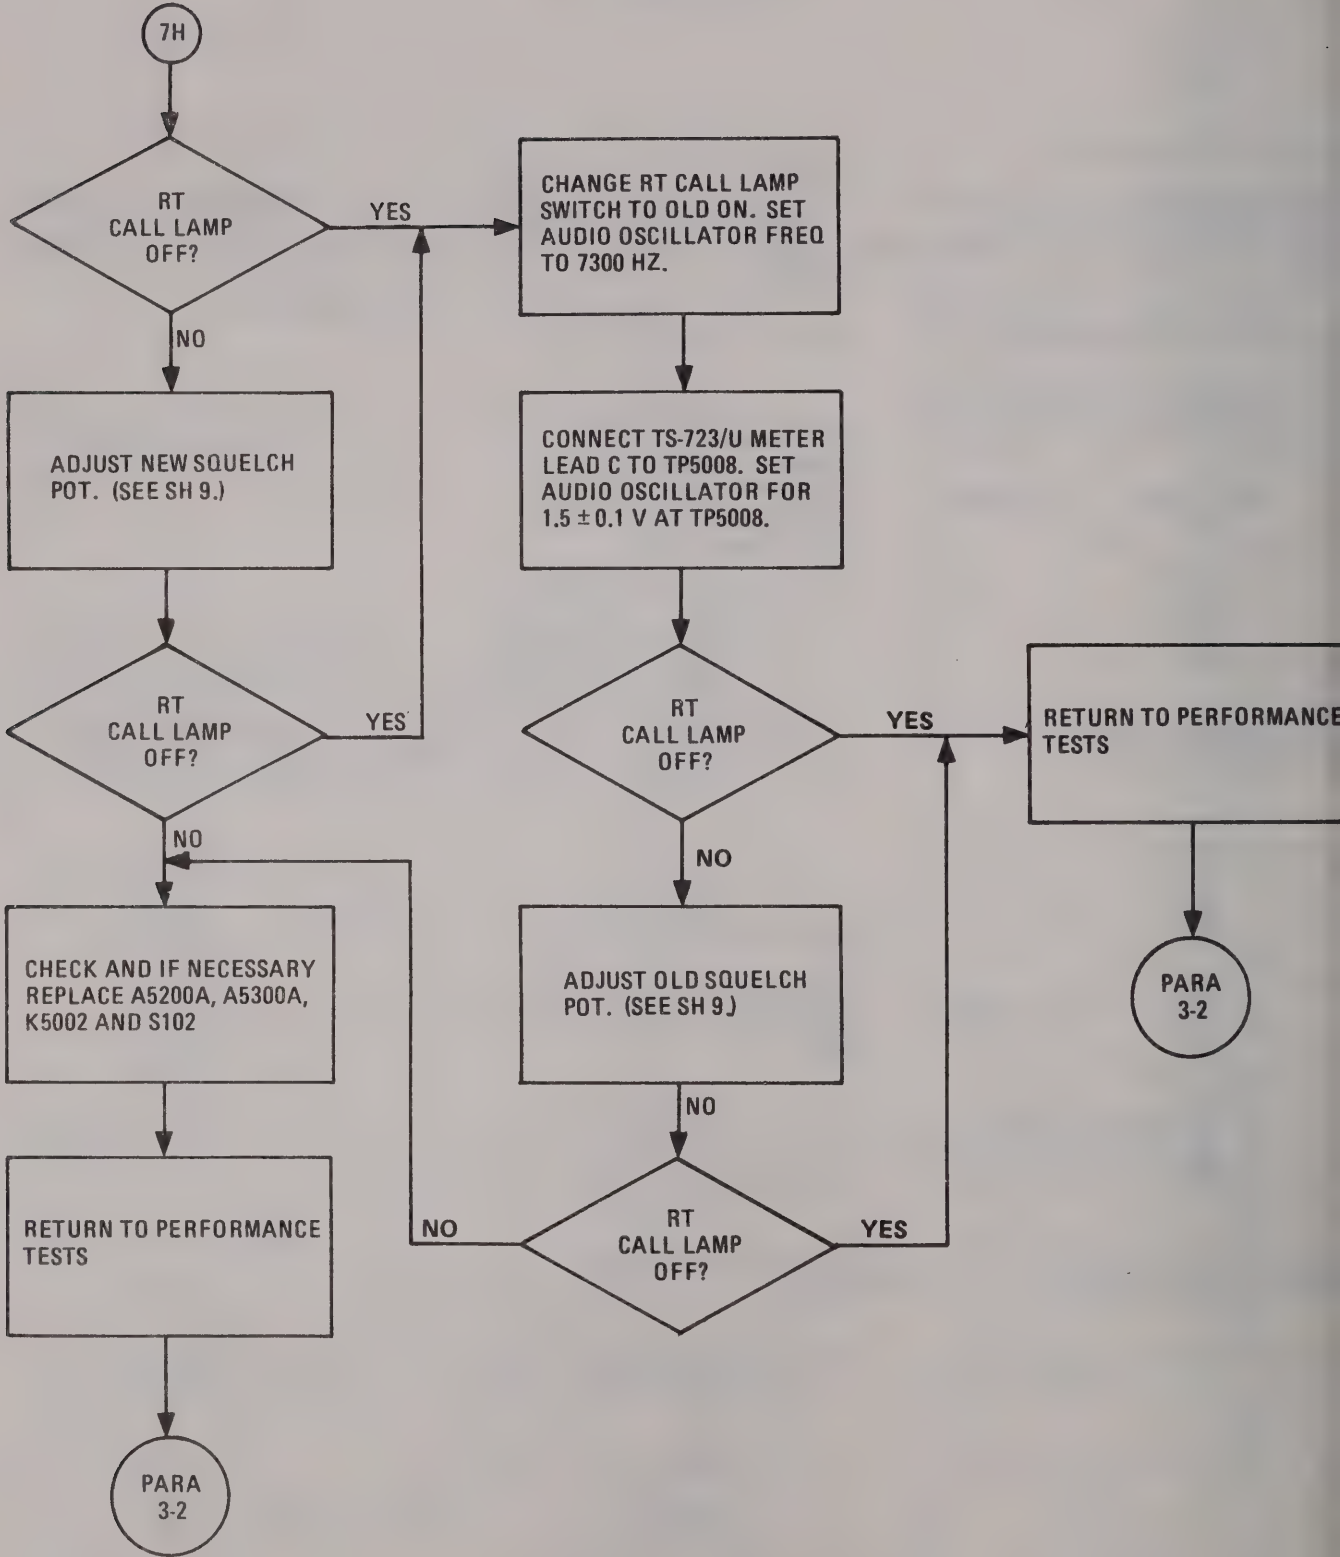 7H
RT
CALL LAMP
OFF?
YES
NO
CHANGE RT CALL LAMP
SWITCH TO OLD ON. SET
AUDIO OSCILLATOR FREQ
TO 7300 HZ.
ADJUST NEW SQUELCH
POT. (SEE SH 9.)
CONNECT TS-723/U METER
LEAD C TO TP5008. SET
AUDIO OSCILLATOR FOR
1.5 ± 0.1 V AT TP5008.
RT
CALL LAMP
OFF?
YES
NO
RT
CALL LAMP
OFF?
YES
NO
RETURN TO PERFORMANCE
TESTS
PARA
3-2
CHECK AND IF NECESSARY
REPLACE A5200A, A5300A,
K5002 AND S102
ADJUST OLD SQUELCH
POT. (SEE SH 9.)
NO
RT
CALL LAMP
OFF?
NO
YES
RETURN TO PERFORMANCE
TESTS
PARA
3-2